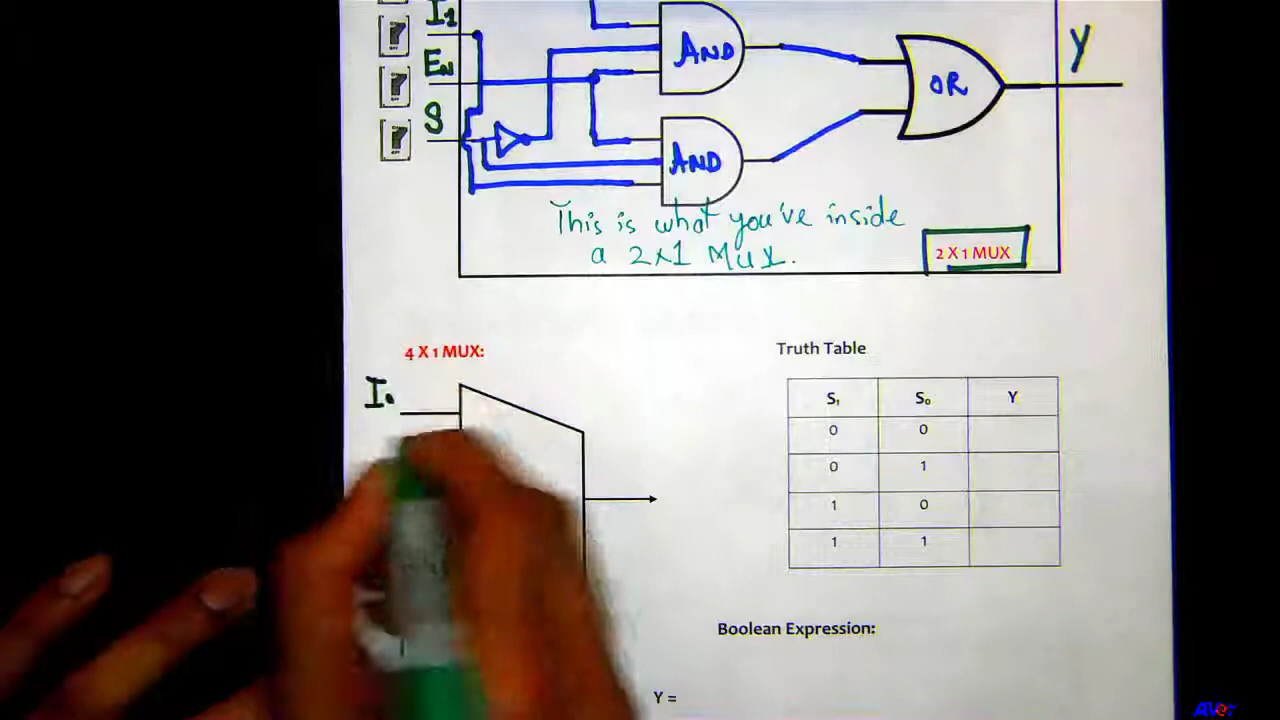 I1
AND
Y
EN
OR
S
AND
This is what you've inside
a 2x1 Mux.
2 X 1 MUX
4 X 1 MUX:
Truth Table
I0
S1 S0 Y
0 0
0 1
1 0
1 1
Boolean Expression:
Y =
AVer